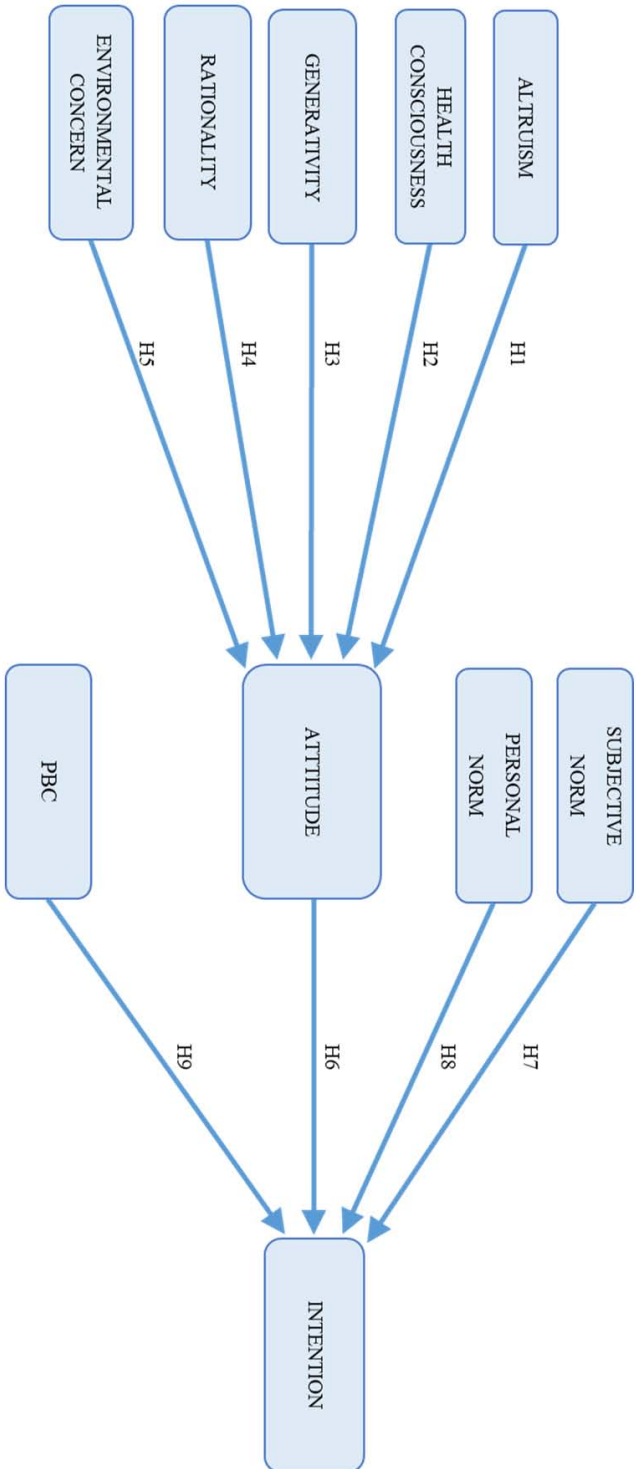 SUBJECTIVE
NORM
PERSONAL
NORM
ALTRUISM
HEALTH
CONSCIOUSNESS
GENERATIVITY
RATIONALITY
ENVIRONMENTAL
CONCERN
ATTTITUDE
PBC
INTENTION
H1
H2
H3
H4
H5
H7
H8
H6
H9